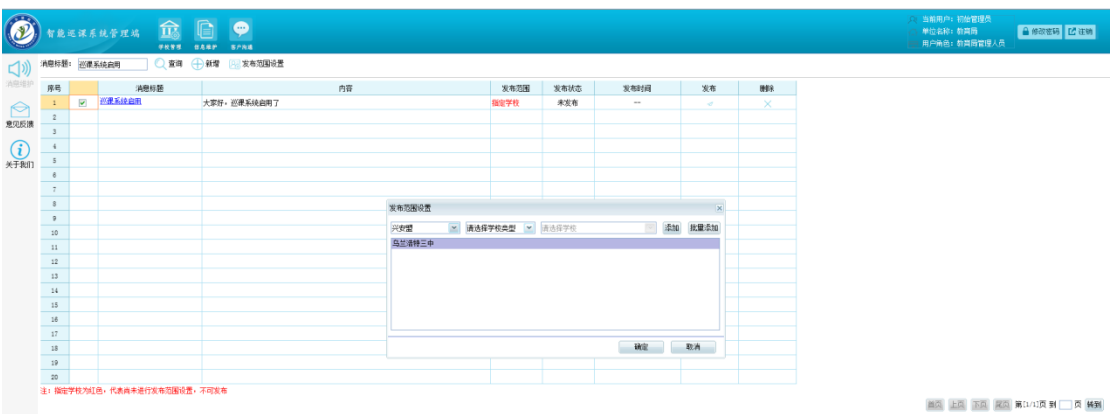 智能巡课系统管理端
学校管理 信息维护 客户沟通
当前用户：初始管理员
单位名称：教育局
用户角色：教育局管理人员
修改密码 注销
消息维护
意见反馈
关于我们
消息标题： 巡课系统启用 查询 新增 发布范围设置
序号 消息标题 内容 发布范围 发布状态 发布时间 发布 删除
1 巡课系统启用 大家好，巡课系统启用了 指定学校 未发布 --
2
3
4
5
6
7
8
9
10
11
12
13
14
15
16
17
18
19
20
发布范围设置
兴安盟 请选择学校类型 请选择学校 添加 批量添加
乌兰浩特三中
确定 取消
注：指定学校为红色，代表尚未进行发布范围设置，不可发布
首页 上页 下页 尾页 第[1/1]页 到 页 转到